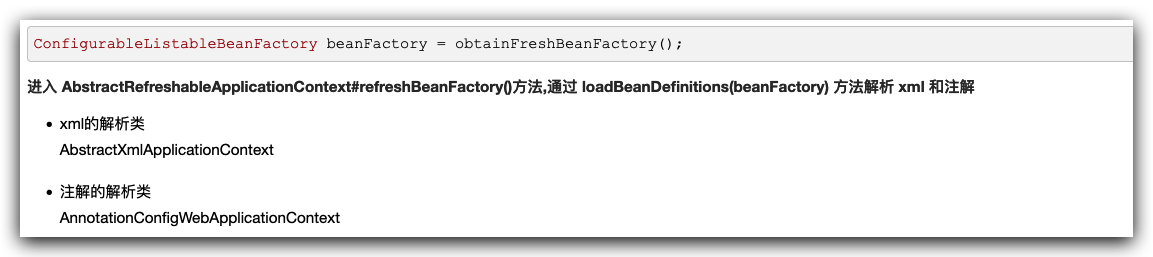 ConfigurableListableBeanFactory beanFactory = obtainFreshBeanFactory();
进入 AbstractRefreshableApplicationContext#refreshBeanFactory()方法,通过 loadBeanDefinitions(beanFactory) 方法解析 xml 和注解
xml的解析类
AbstractXmlApplicationContext
注解的解析类
AnnotationConfigWebApplicationContext